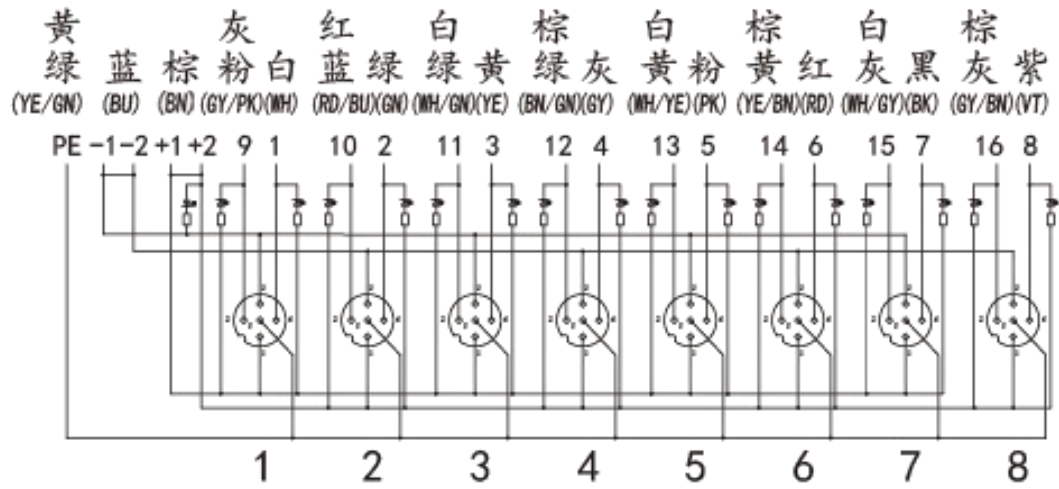 黄 灰 红 白 棕 白 棕 白 棕
绿 蓝 棕 粉 白 蓝 绿 绿 黄 绿 灰 黄 粉 黄 红 灰 黑 灰 紫
(YE/GN) (BU) (BN) (GY/PK)(WH) (RD/BU)(GN) (WH/GN)(YE) (BN/GN)(GY) (WH/YE)(PK) (YE/BN)(RD) (WH/GY)(BK) (GY/BN)(VT)
PE -1 -2 +1 +2 9 1 10 2 11 3 12 4 13 5 14 6 15 7 16 8
1 2 3 4 5 6 7 8